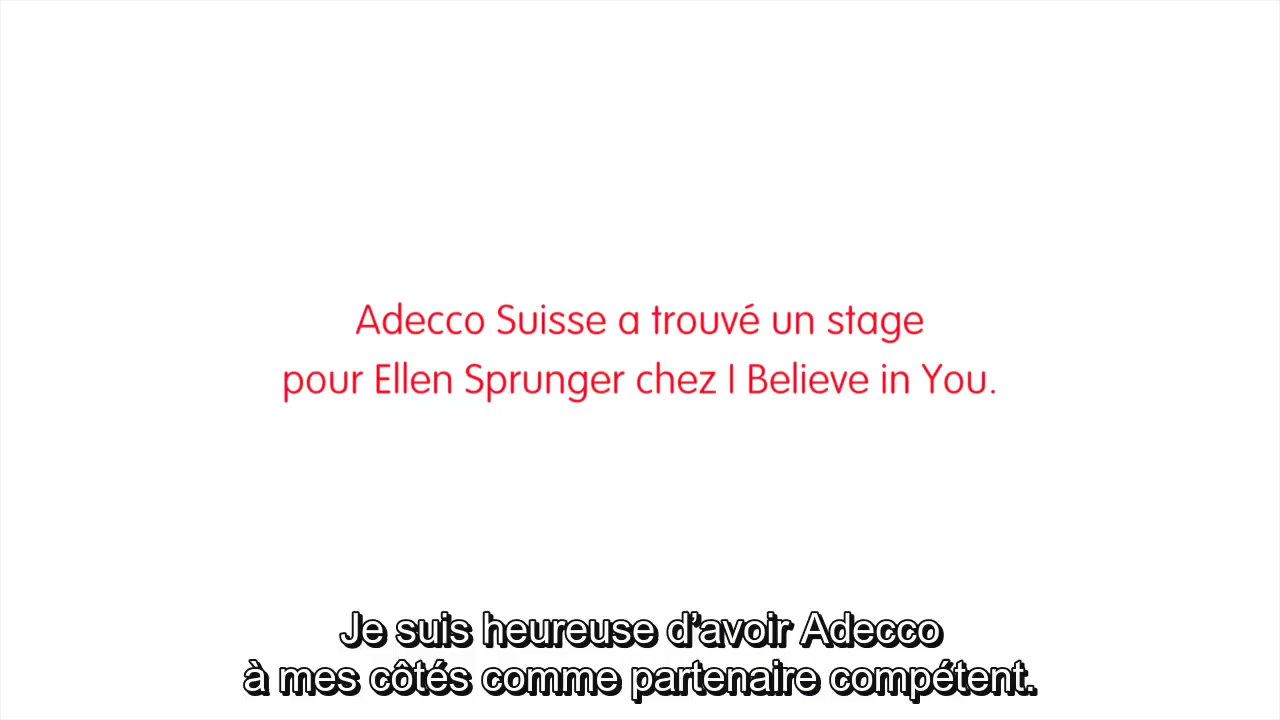 Adecco Suisse a trouvé un stage
pour Ellen Sprunger chez I Believe in You.
Je suis heureuse d’avoir Adecco
à mes côtés comme partenaire compétent.